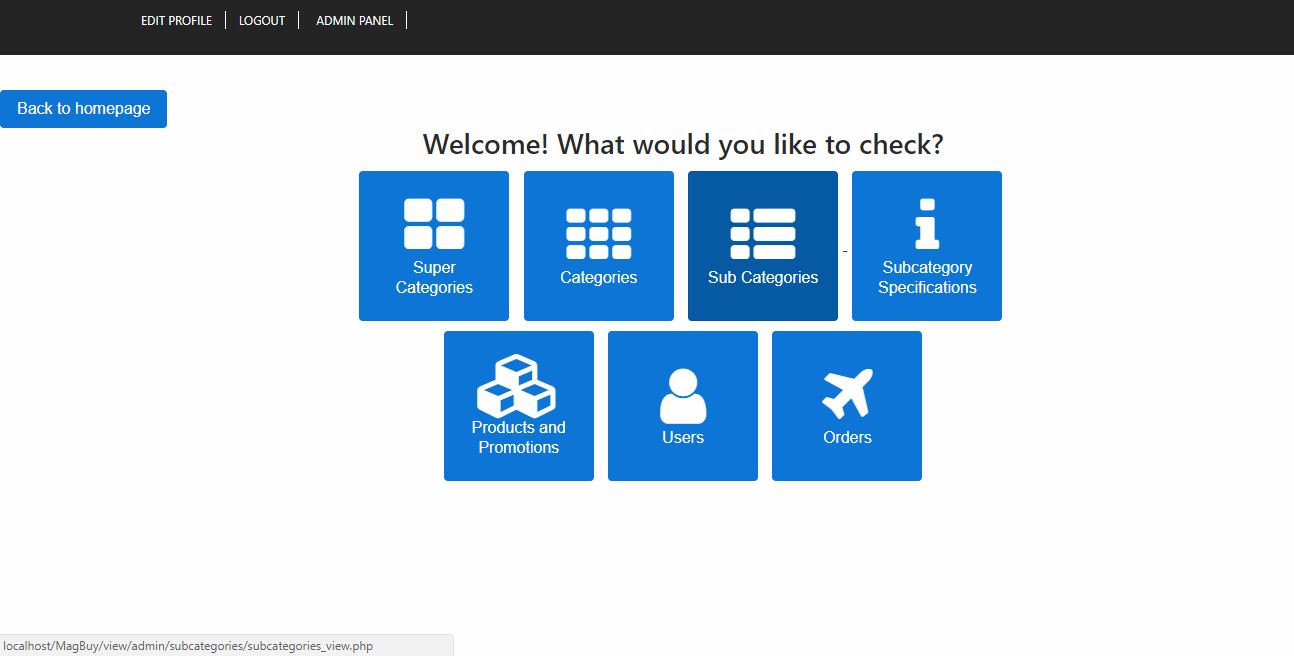 EDIT PROFILE
LOGOUT
ADMIN PANEL
Back to homepage
Welcome! What would you like to check?
Super
Categories
Categories
Sub Categories
Subcategory
Specifications
Products and
Promotions
Users
Orders
localhost/MagBuy/view/admin/subcategories/subcategories_view.php